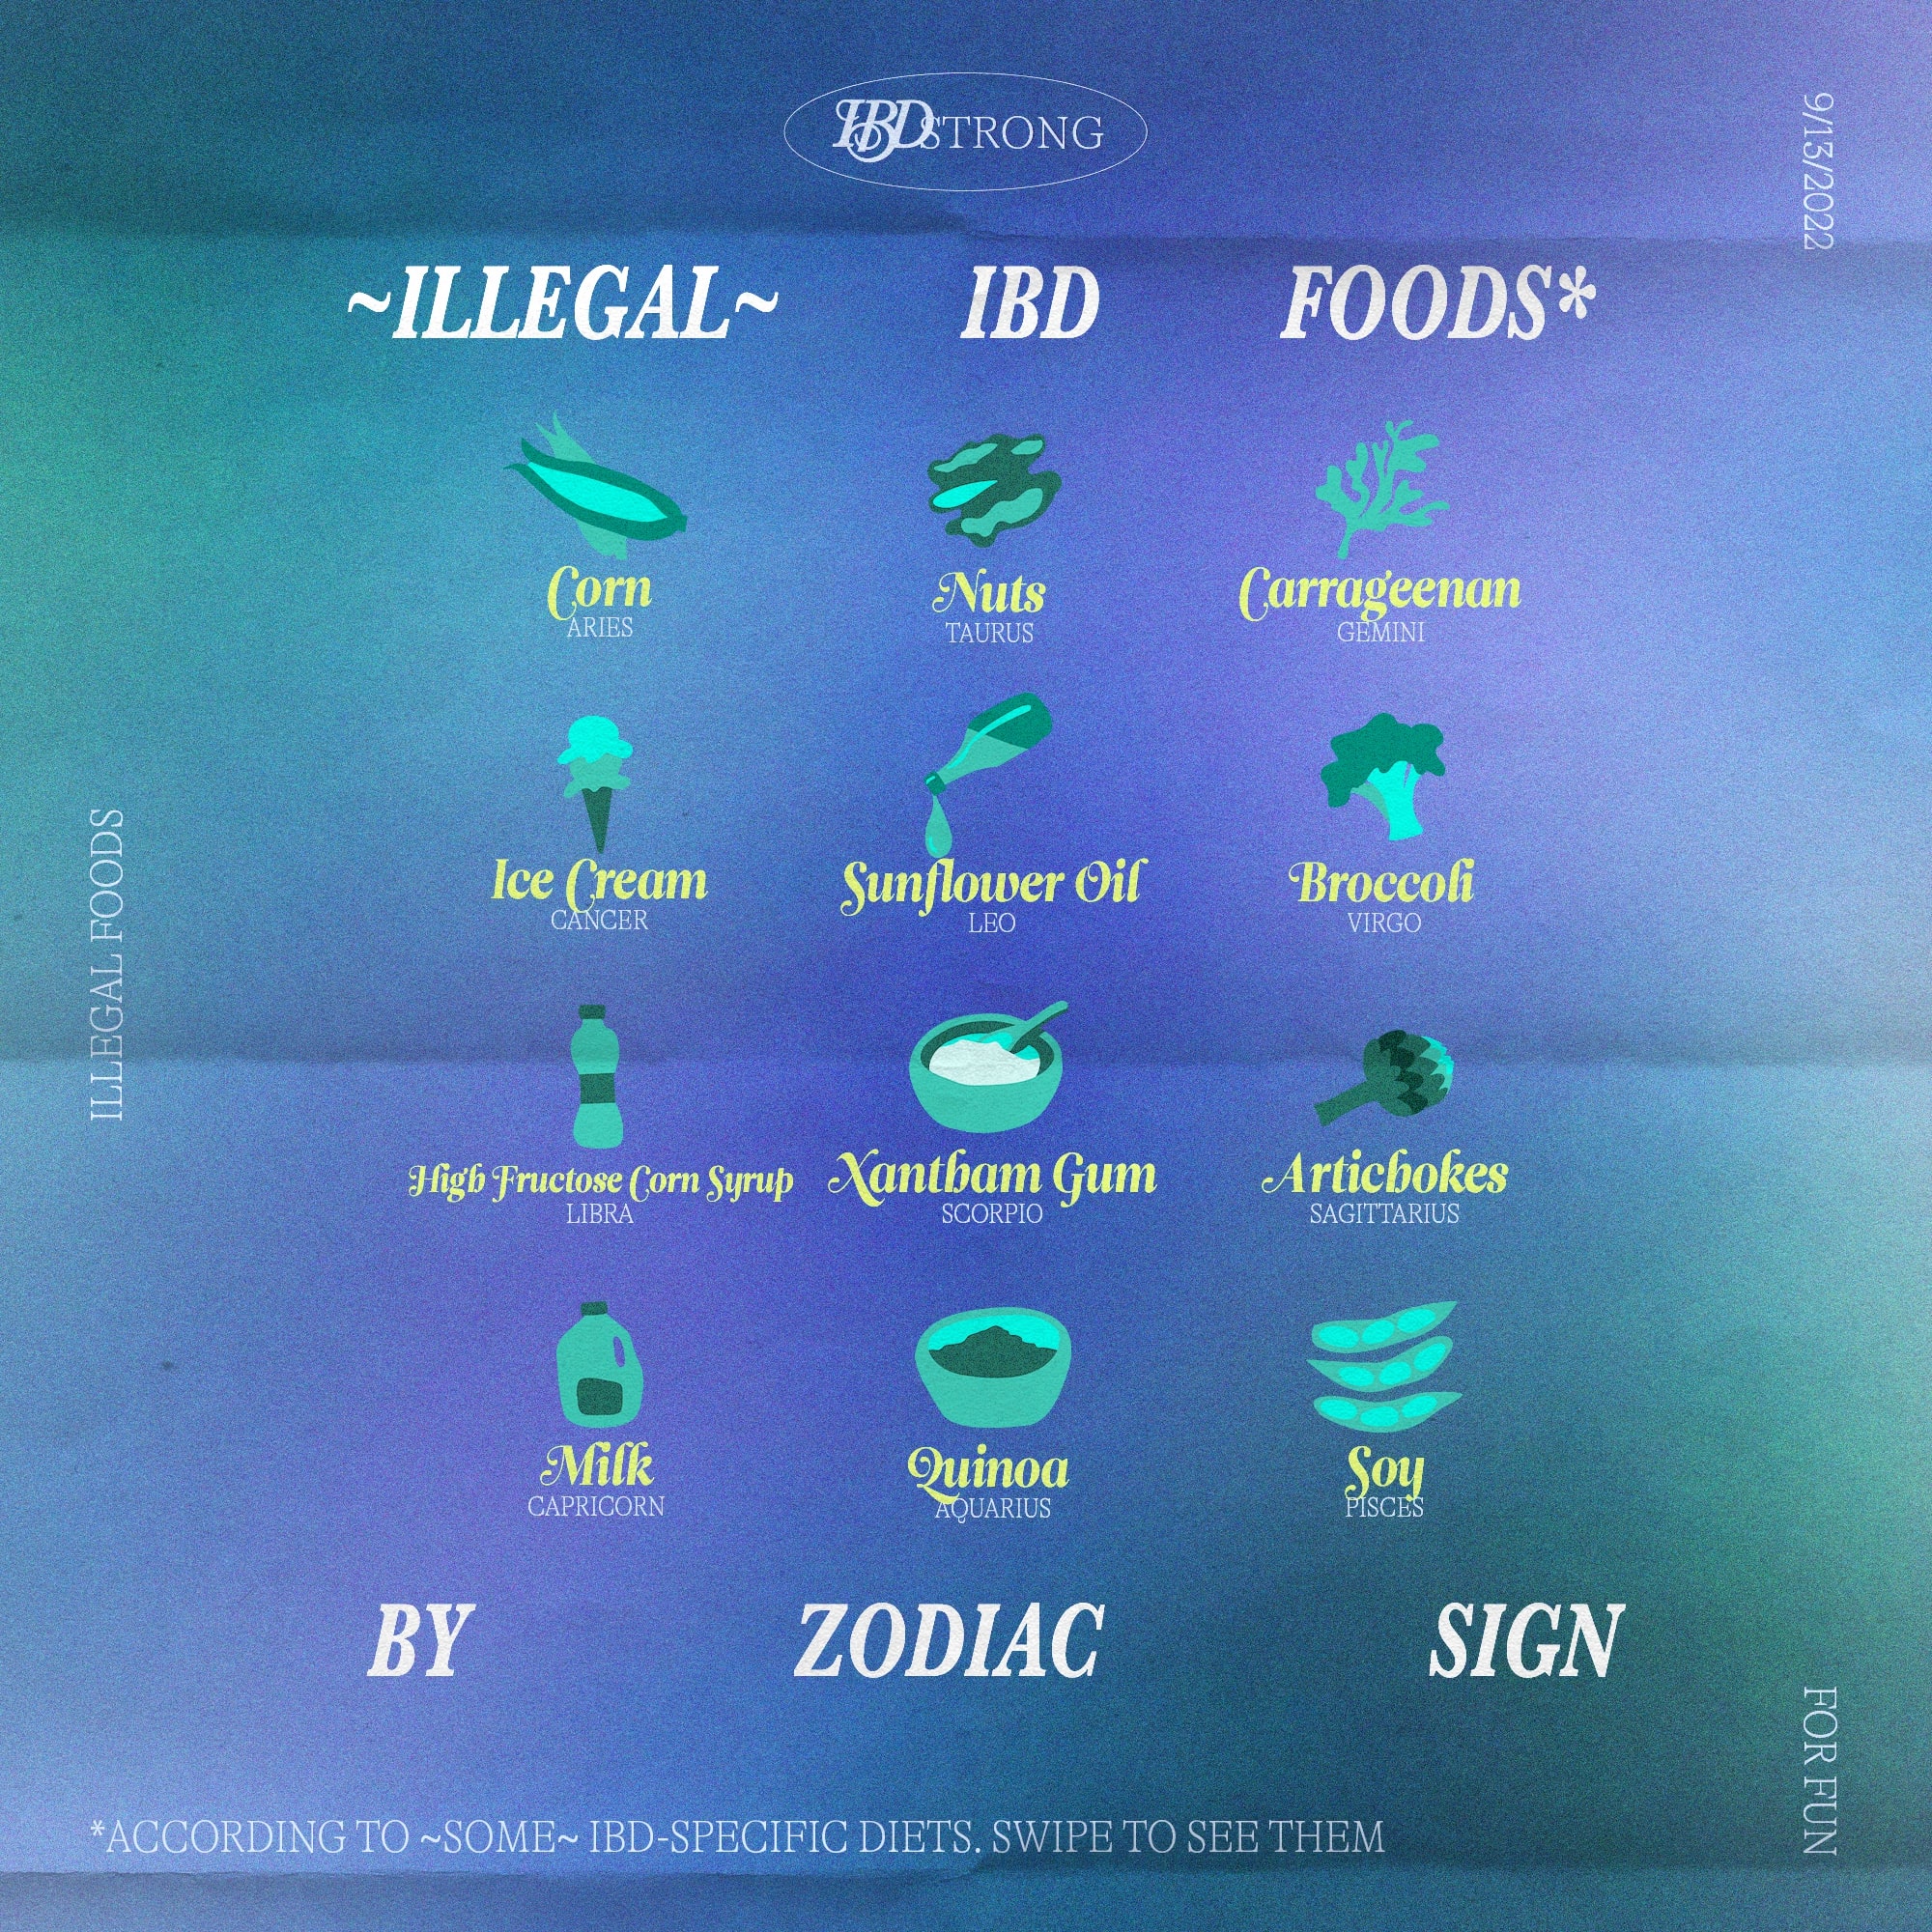 IBDSTRONG
9/13/2022
~ILLEGAL~ IBD FOODS*
Corn
ARIES
Nuts
TAURUS
Carrageenan
GEMINI
Ice Cream
CANCER
Sunflower Oil
LEO
Broccoli
VIRGO
ILLEGAL FOODS
High Fructose Corn Syrup
LIBRA
Xantham Gum
SCORPIO
Artichokes
SAGITTARIUS
Milk
CAPRICORN
Quinoa
AQUARIUS
Soy
PISCES
BY ZODIAC SIGN
FOR FUN
*ACCORDING TO ~SOME~ IBD-SPECIFIC DIETS. SWIPE TO SEE THEM